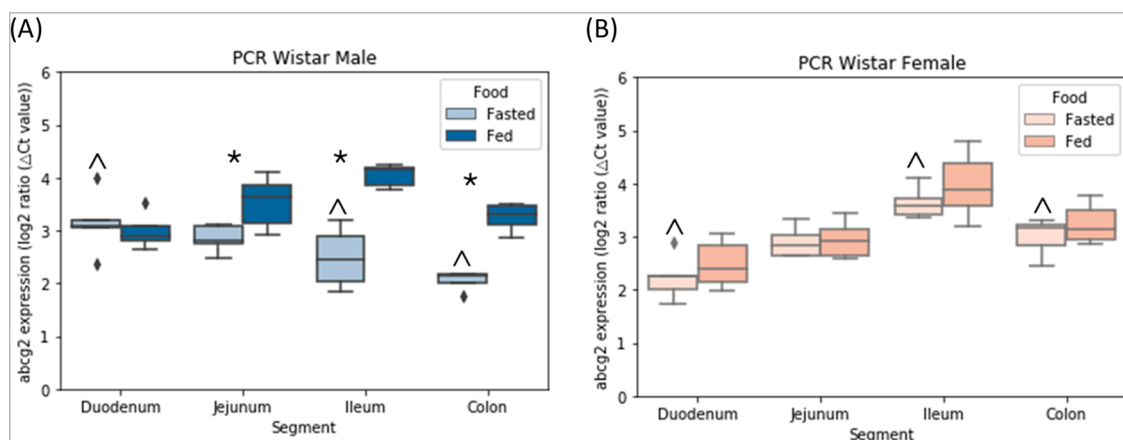 (A)
PCR Wistar Male
abcg2 expression (log2 ratio (△Ct value))
6
5
4
3
2
1
0
Food
Fasted
Fed
^
*
*
^
*
^
Duodenum Jejunum Ileum Colon
Segment
(B)
PCR Wistar Female
abcg2 expression (log2 ratio (△Ct value))
6
5
4
3
2
1
0
Food
Fasted
Fed
^
^
^
Duodenum Jejunum Ileum Colon
Segment